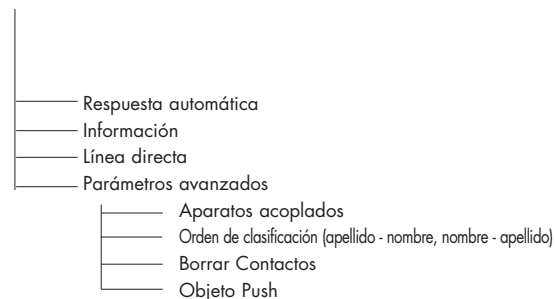 Respuesta automática
Información
Línea directa
Parámetros avanzados
Aparatos acoplados
Orden de clasificación (apellido - nombre, nombre - apellido)
Borrar Contactos
Objeto Push